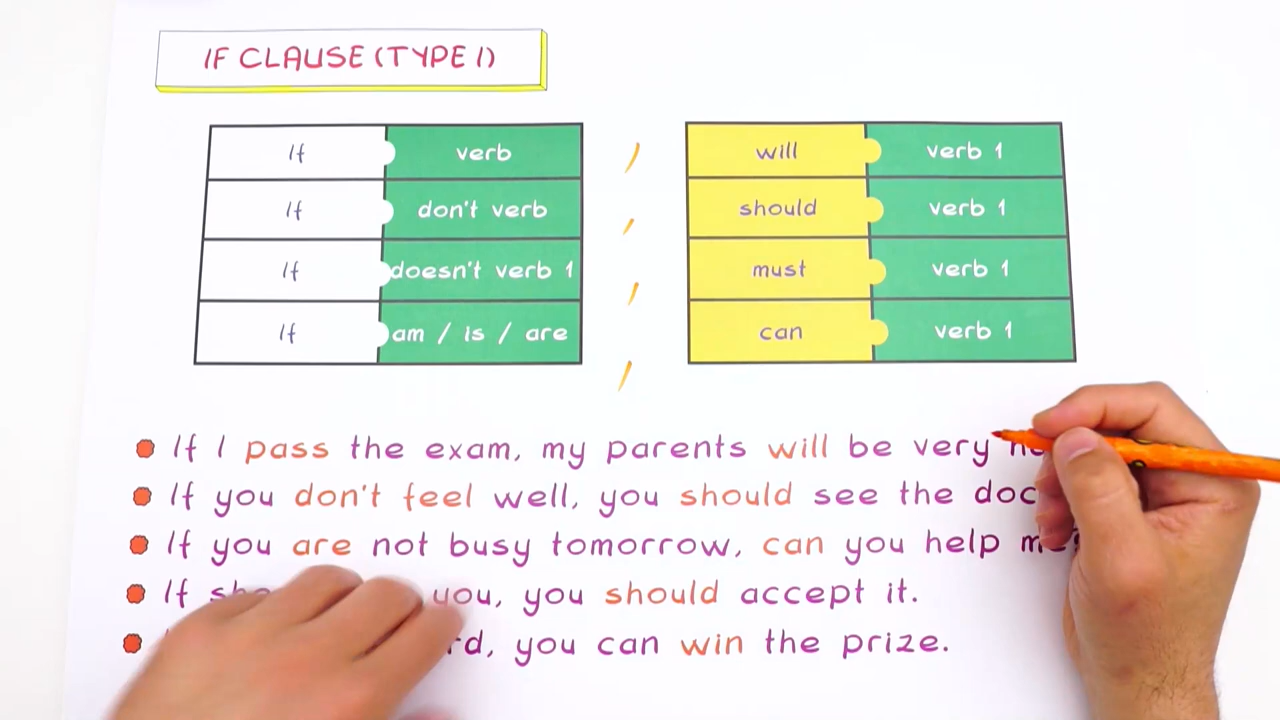 IF CLAUSE (TYPE 1)
If verb , will verb 1
If don't verb , should verb 1
If doesn't verb 1 , must verb 1
If am / is / are , can verb 1
If I pass the exam, my parents will be very
If you don't feel well, you should see the
If you are not busy tomorrow, can you help
If you, you should accept it.
you can win the prize.